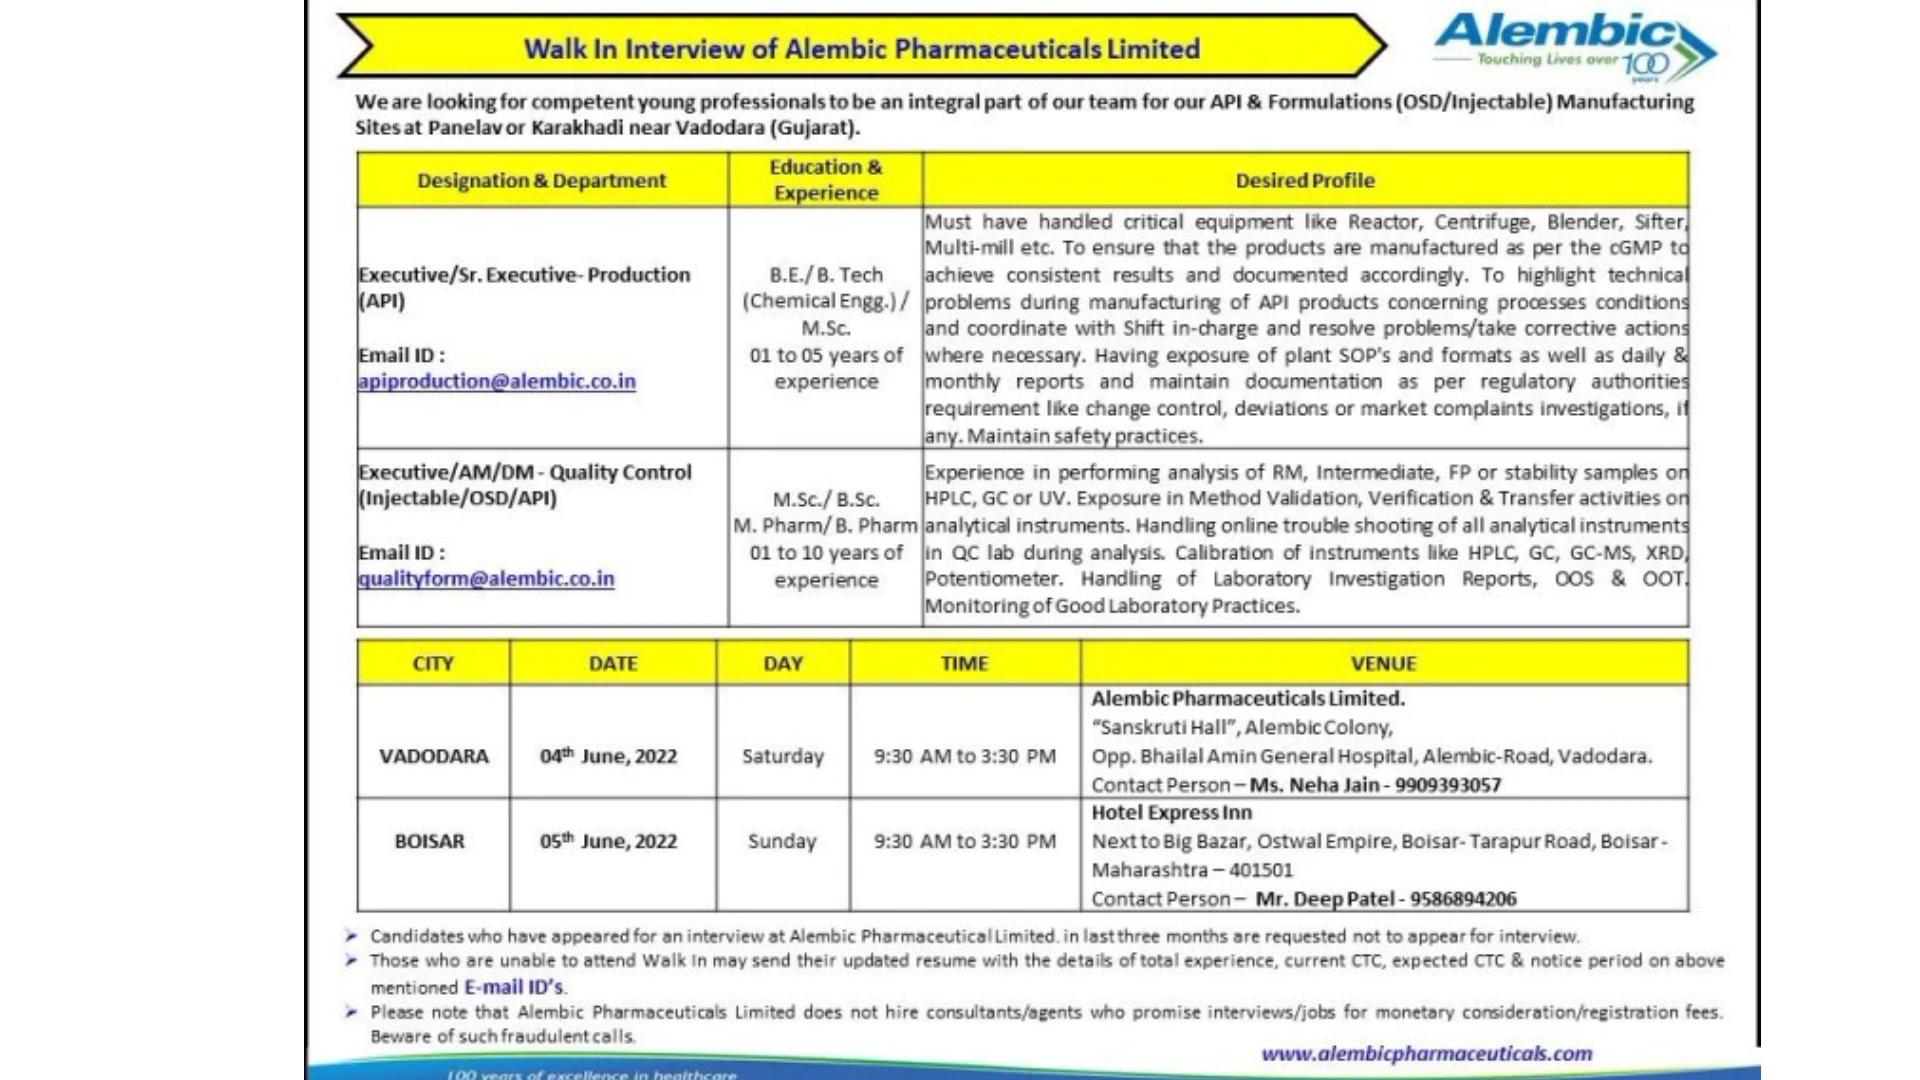 Walk In Interview of Alembic Pharmaceuticals Limited
Alembic
Touching Lives over 100 years
We are looking for competent young professionals to be an integral part of our team for our API & Formulations (OSD/Injectable) Manufacturing
Sites at Panelav or Karakhadi near Vadodara (Gujarat).
Designation & Department
Education &
Experience
Desired Profile
Executive/Sr. Executive- Production
(API)
Email ID :
apiproduction@alembic.co.in
B.E./ B. Tech
(Chemical Engg.) /
M.Sc.
01 to 05 years of
experience
Must have handled critical equipment like Reactor, Centrifuge, Blender, Sifter,
Multi-mill etc. To ensure that the products are manufactured as per the cGMP to
achieve consistent results and documented accordingly. To highlight technical
problems during manufacturing of API products concerning processes conditions
and coordinate with Shift in-charge and resolve problems/take corrective actions
where necessary. Having exposure of plant SOP's and formats as well as daily &
monthly reports and maintain documentation as per regulatory authorities
requirement like change control, deviations or market complaints investigations, if
any. Maintain safety practices.
Executive/AM/DM - Quality Control
(Injectable/OSD/API)
Email ID :
qualityform@alembic.co.in
M.Sc./ B.Sc.
M. Pharm/ B. Pharm
01 to 10 years of
experience
Experience in performing analysis of RM, Intermediate, FP or stability samples on
HPLC, GC or UV. Exposure in Method Validation, Verification & Transfer activities on
analytical instruments. Handling online trouble shooting of all analytical instruments
in QC lab during analysis. Calibration of instruments like HPLC, GC, GC-MS, XRD,
Potentiometer. Handling of Laboratory Investigation Reports, OOS & OOT.
Monitoring of Good Laboratory Practices.
CITY DATE DAY TIME VENUE
VADODARA 04th June, 2022 Saturday 9:30 AM to 3:30 PM
Alembic Pharmaceuticals Limited.
“Sanskruti Hall”, Alembic Colony,
Opp. Bhailal Amin General Hospital, Alembic-Road, Vadodara.
Contact Person – Ms. Neha Jain - 9909393057
BOISAR 05th June, 2022 Sunday 9:30 AM to 3:30 PM
Hotel Express Inn
Next to Big Bazar, Ostwal Empire, Boisar- Tarapur Road, Boisar -
Maharashtra – 401501
Contact Person – Mr. Deep Patel - 9586894206
➢ Candidates who have appeared for an interview at Alembic Pharmaceutical Limited. in last three months are requested not to appear for interview.
➢ Those who are unable to attend Walk In may send their updated resume with the details of total experience, current CTC, expected CTC & notice period on above
mentioned E-mail ID’s.
➢ Please note that Alembic Pharmaceuticals Limited does not hire consultants/agents who promise interviews/jobs for monetary consideration/registration fees.
Beware of such fraudulent calls.
www.alembicpharmaceuticals.com
100 years of excellence in healthcare